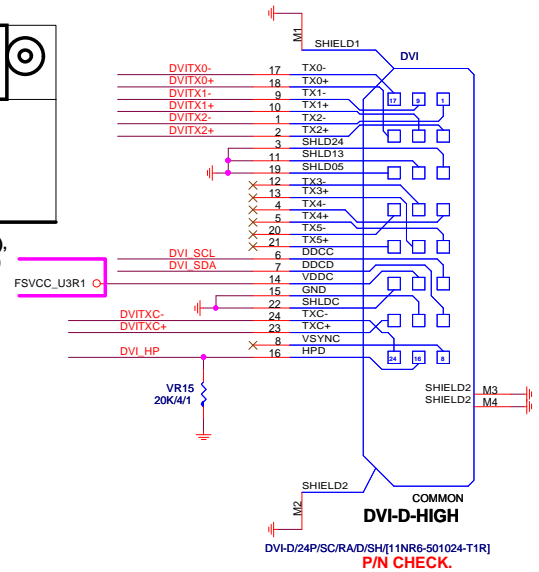 M1
SHIELD1
DVI
DVITX0- 17 TX0-
DVITX0+ 18 TX0+
DVITX1- 9 TX1-
DVITX1+ 10 TX1+
DVITX2- 1 TX2-
DVITX2+ 2 TX2+
3 SHLD24
11 SHLD13
19 SHLD05
12 TX3-
13 TX3+
4 TX4-
5 TX4+
20 TX5-
21 TX5+
DVI_SCL 6 DDCC
DVI_SDA 7 DDCD
FSVCC_U3R1 14 VDDC
15 GND
22 SHLDC
DVITXC- 24 TXC-
DVITXC+ 23 TXC+
8 VSYNC
DVI_HP 16 HPD
17 9 1
24 16 8
VR15
20K/4/1
SHIELD2 M3
SHIELD2 M4
SHIELD2
M2
COMMON
DVI-D-HIGH
DVI-D/24P/SC/RA/D/SH/[11NR6-501024-T1R]
P/N CHECK.